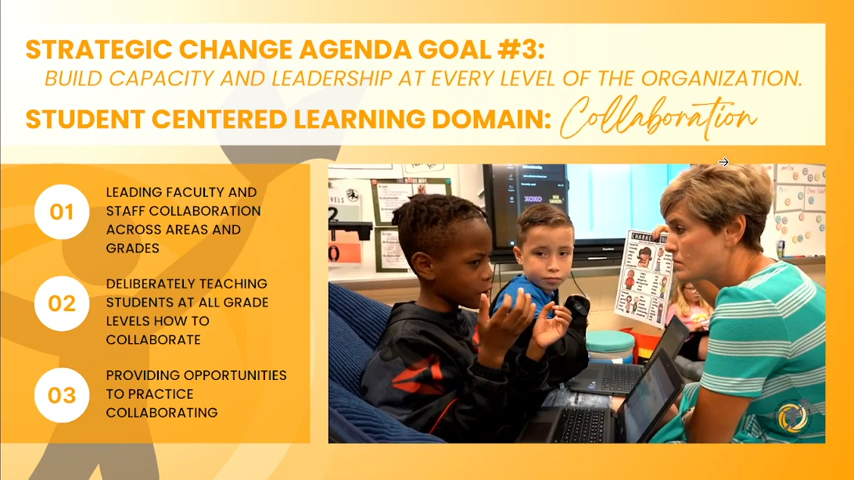 STRATEGIC CHANGE AGENDA GOAL #3:
BUILD CAPACITY AND LEADERSHIP AT EVERY LEVEL OF THE ORGANIZATION.
STUDENT CENTERED LEARNING DOMAIN: Collaboration
01
LEADING FACULTY AND
STAFF COLLABORATION
ACROSS AREAS AND
GRADES
02
DELIBERATELY TEACHING
STUDENTS AT ALL GRADE
LEVELS HOW TO
COLLABORATE
03
PROVIDING OPPORTUNITIES
TO PRACTICE
COLLABORATING
XOXO